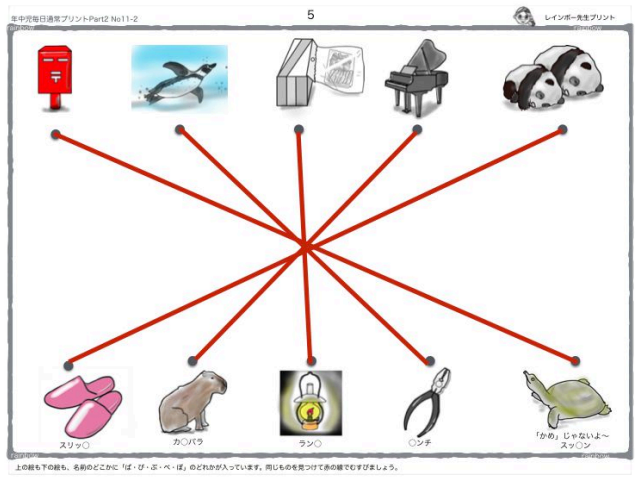 年中児毎日通常プリントPart2 No11-2
5
レインボー先生プリント
rainbow
rainbow
スリッ○
カ○バラ
ラン○
○ンチ
「かめ」じゃないよ〜
スッ○ン
rainbow
rainbow
上の絵も下の絵も、名前のどこかに「ぱ・ぴ・ぷ・ぺ・ぽ」のどれかが入っています。同じものを見つけて赤の線でむすびましょう。